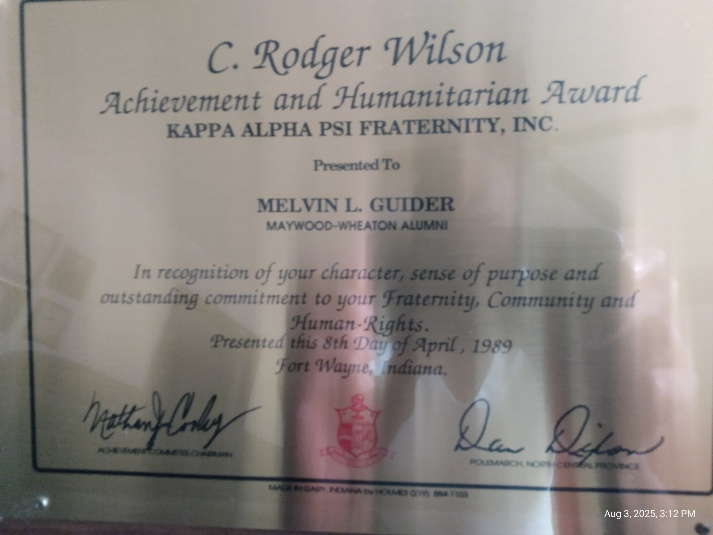 C. Rodger Wilson
Achievement and Humanitarian Award
KAPPA ALPHA PSI FRATERNITY, INC.
Presented To
MELVIN L. GUIDER
MAYWOOD-WHEATON ALUMNI
In recognition of your character, sense of purpose and
outstanding commitment to your Fraternity, Community and
Human-Rights.
Presented this 8th Day of April, 1989
Fort Wayne, Indiana.
Nathan J Conley
Dan Dixon
ACHIEVEMENT COMMITTEE CHAIRMAN
POLEMARCH, NORTH CENTRAL PROVINCE
MADE IN GARY, INDIANA by HOLMES (219) 884-1103
Aug 3, 2025, 3:12 PM